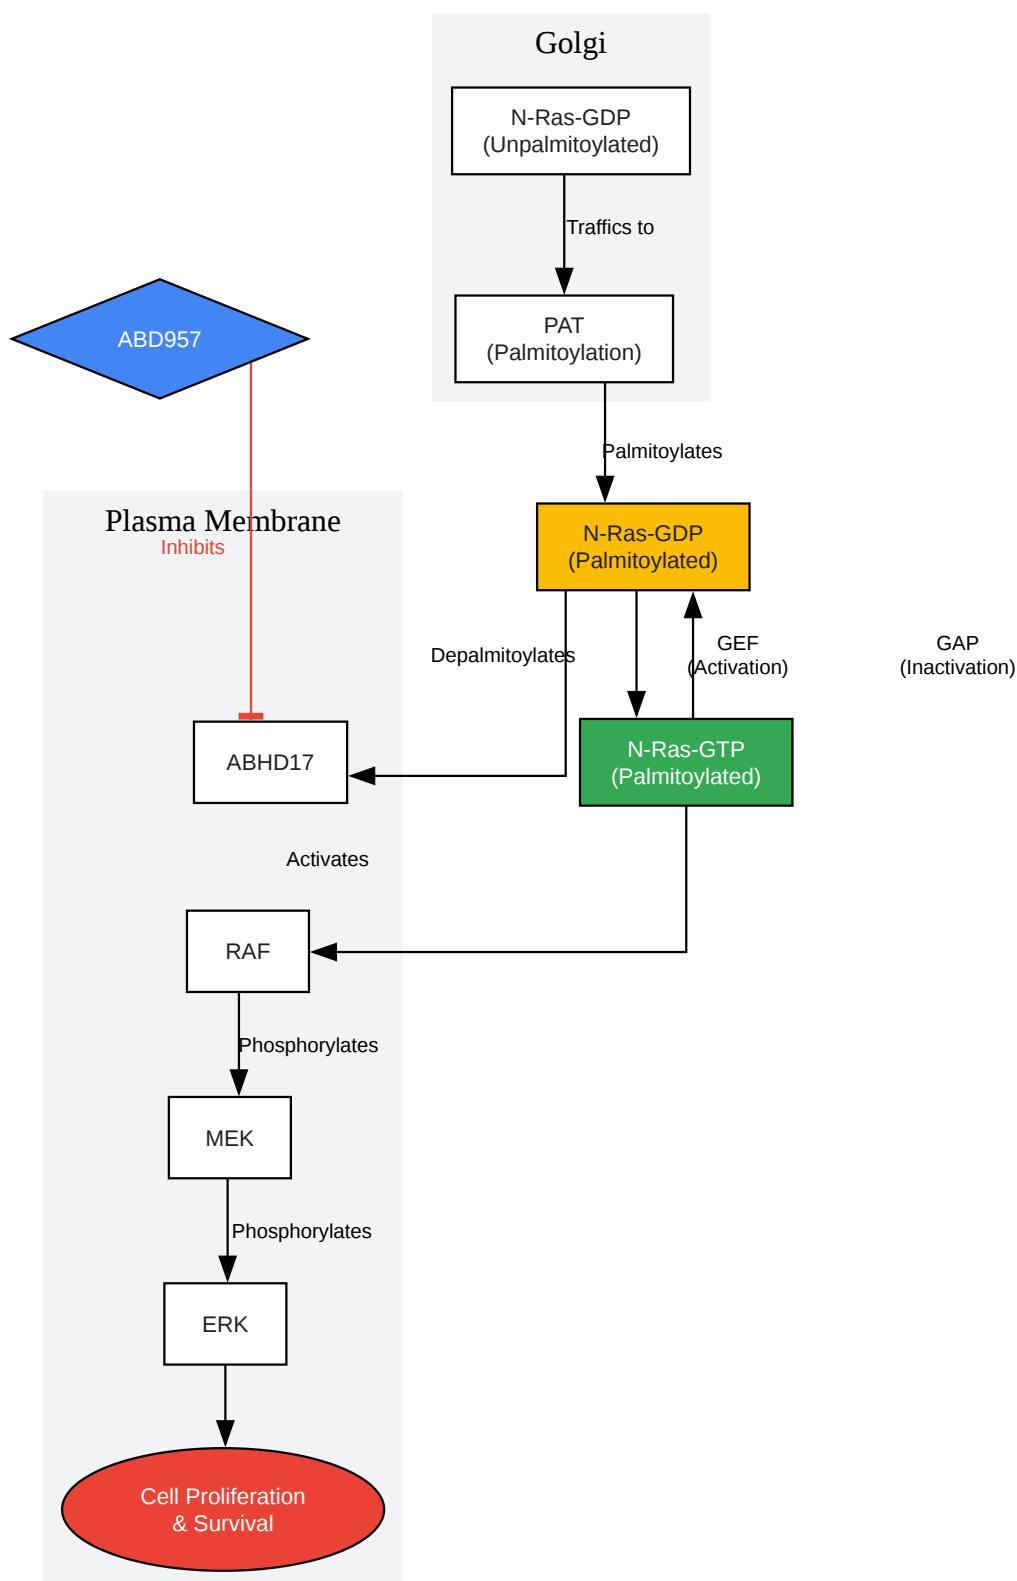 Golgi
N-Ras-GDP
(Unpalmitoylated)
Traffics to
PAT
(Palmitoylation)
ABD957
Palmitoylates
Plasma Membrane
Inhibits
N-Ras-GDP
(Palmitoylated)
Depalmitoylates
GEF
(Activation)
GAP
(Inactivation)
ABHD17
N-Ras-GTP
(Palmitoylated)
Activates
RAF
Phosphorylates
MEK
Phosphorylates
ERK
Cell Proliferation
& Survival